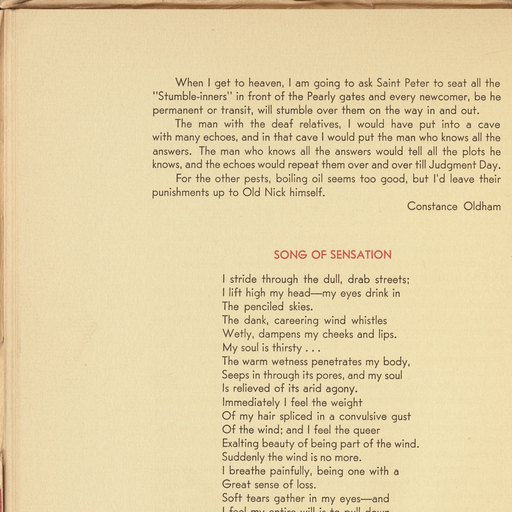 When I get to heaven, I am going to ask Saint Peter to seat all the
"Stumble-inners" in front of the Pearly gates and every newcomer, be he
permanent or transit, will stumble over them on the way in and out.
The man with the deaf relatives, I would have put into a cave
with many echoes, and in that cave I would put the man who knows all the
answers. The man who knows all the answers would tell all the plots he
knows, and the echoes would repeat them over and over till Judgment Day.
For the other pests, boiling oil seems too good, but I'd leave their
punishments up to Old Nick himself.
Constance Oldham
SONG OF SENSATION
I stride through the dull, drab streets;
I lift high my head—my eyes drink in
The penciled skies.
The dank, careering wind whistles
Wetly, dampens my cheeks and lips.
My soul is thirsty . . .
The warm wetness penetrates my body,
Seeps in through its pores, and my soul
Is relieved of its arid agony.
Immediately I feel the weight
Of my hair spliced in a convulsive gust
Of the wind; and I feel the queer
Exalting beauty of being part of the wind.
Suddenly the wind is no more.
I breathe painfully, being one with a
Great sense of loss.
Soft tears gather in my eyes—and
I feel my entire will is to pull down